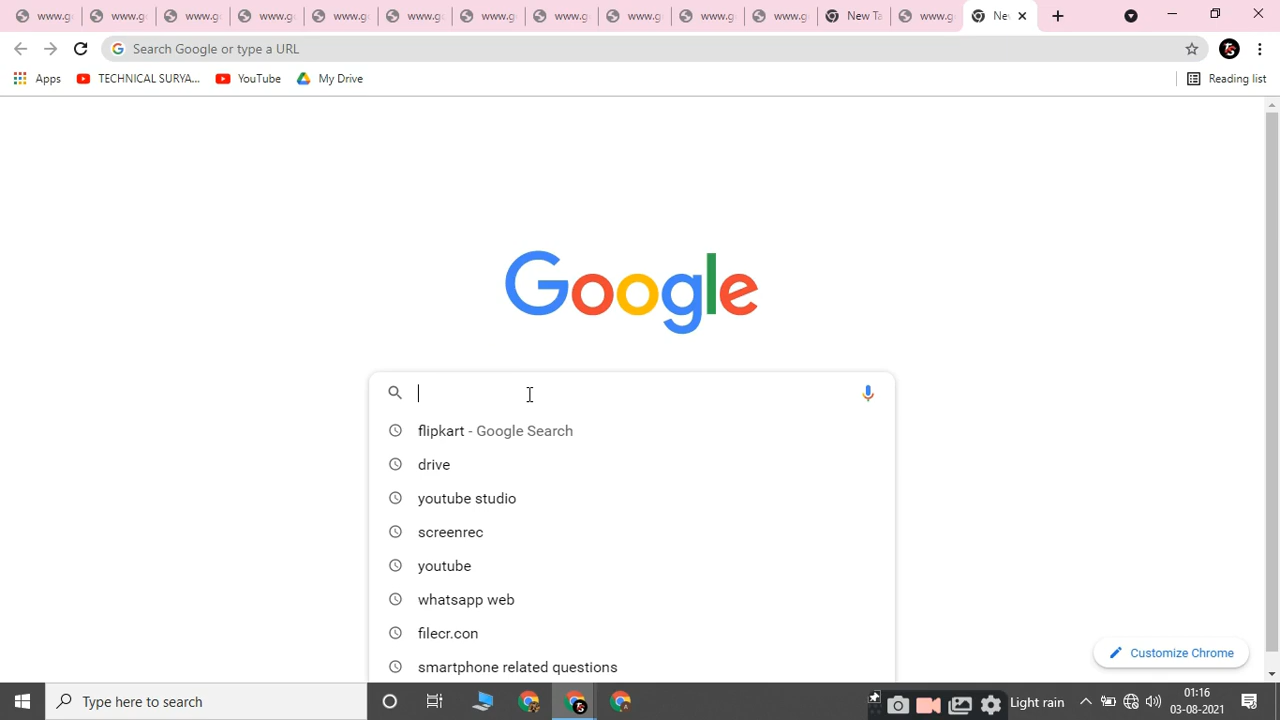 www.g
www.g
www.g
www.g
www.g
www.g
www.g
www.g
www.g
www.g
www.g
New Ta
www.g
Nev
Search Google or type a URL
Apps
TECHNICAL SURYA...
YouTube
My Drive
Reading list
Google
flipkart - Google Search
drive
youtube studio
screenrec
youtube
whatsapp web
filecr.con
smartphone related questions
Customize Chrome
Type here to search
Light rain
01:16
03-08-2021